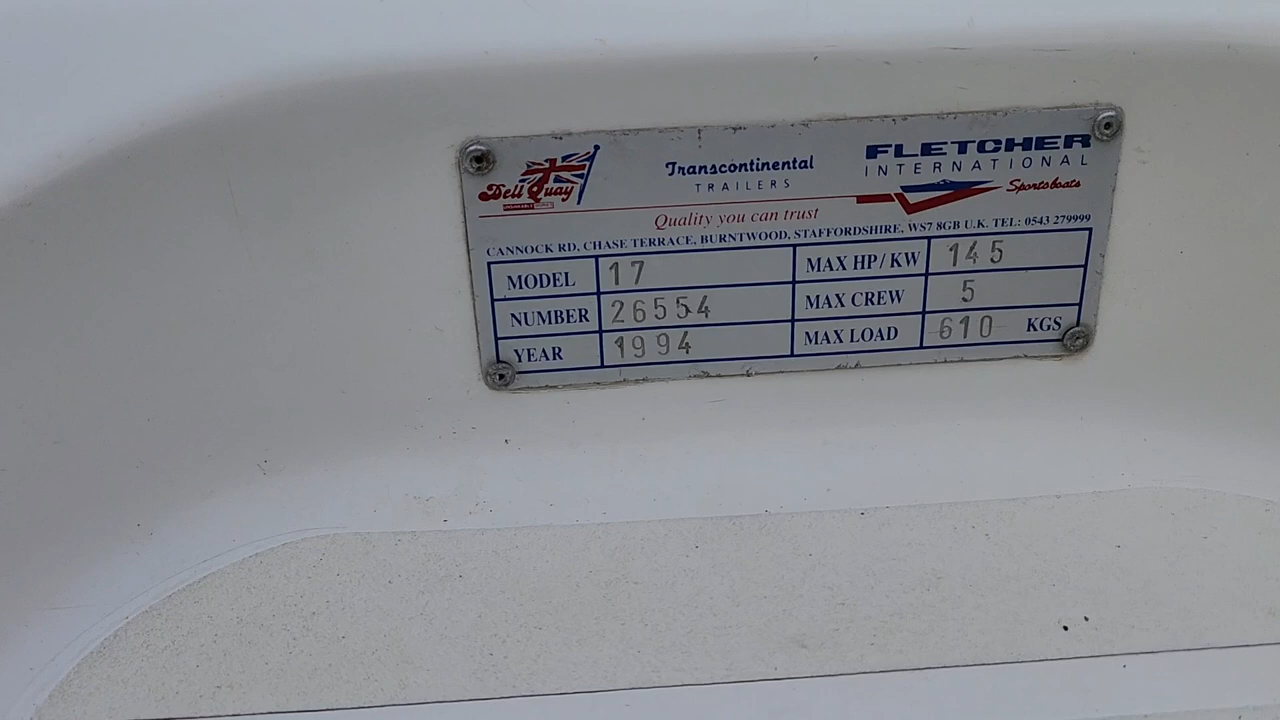 Dell Quay
Transcontinental
TRAILERS
FLETCHER
INTERNATIONAL
Sportsboats
Quality you can trust
CANNOCK RD, CHASE TERRACE, BURNTWOOD, STAFFORDSHIRE, WS7 8GB U.K. TEL: 0543 279999
MODEL 17 MAX HP/KW 145
NUMBER 26554 MAX CREW 5
YEAR 1994 MAX LOAD 610 KGS